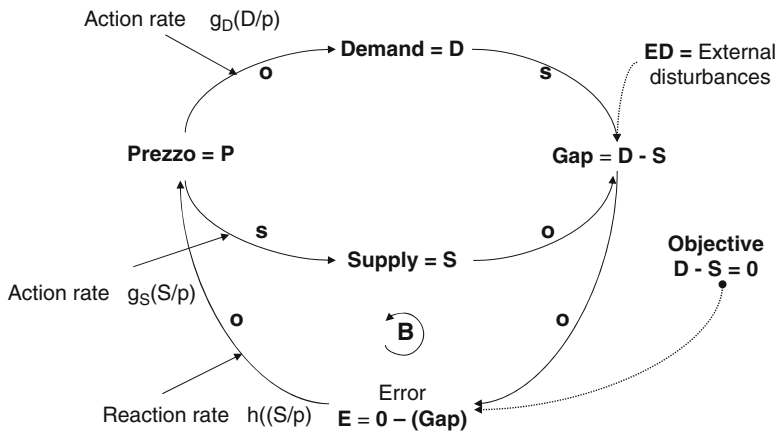 Action rate g_D(D/p)
Demand = D
ED = External
disturbances
o
s
Prezzo = P
Gap = D - S
s
o
Supply = S
Objective
D - S = 0
Action rate g_S(S/p)
o
B
o
Error
E = 0 – (Gap)
Reaction rate h((S/p)